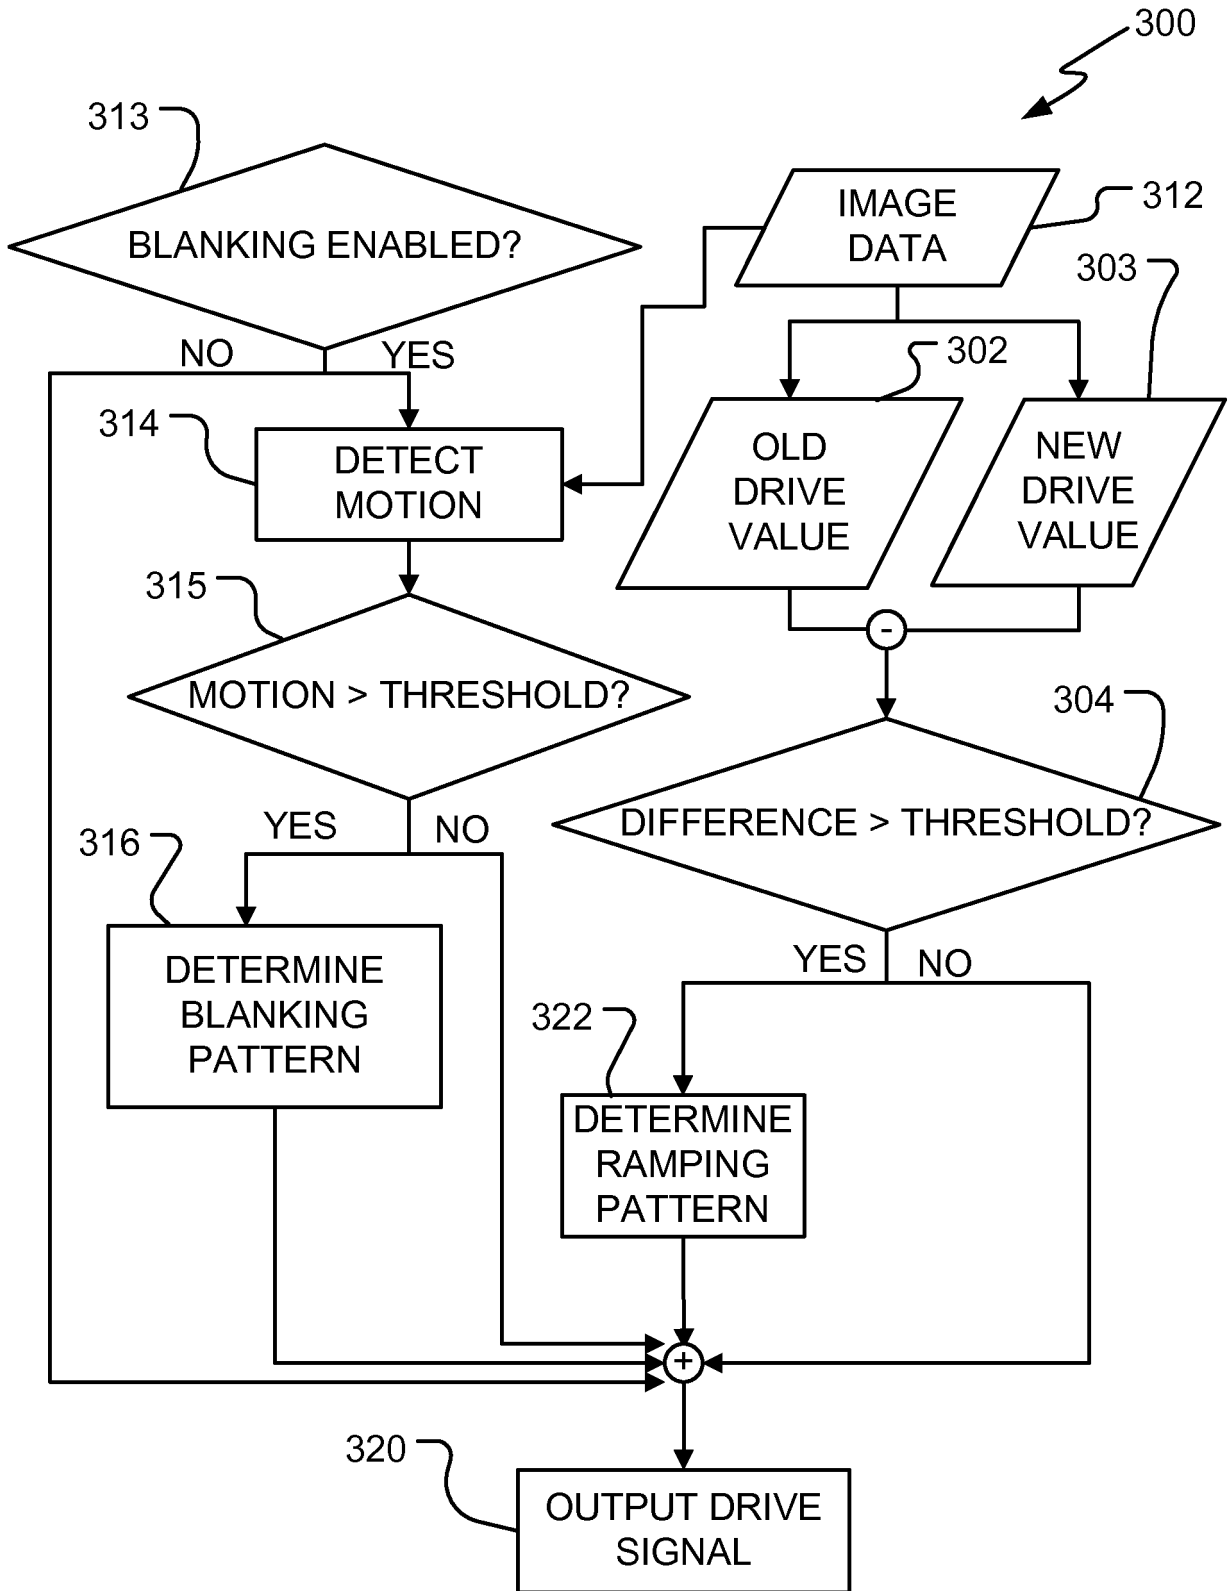 300
313
BLANKING ENABLED?
IMAGE
DATA
312
303
NO
YES
302
314
DETECT
MOTION
OLD
DRIVE
VALUE
NEW
DRIVE
VALUE
315
-
MOTION > THRESHOLD?
304
DIFFERENCE > THRESHOLD?
YES
NO
316
DETERMINE
BLANKING
PATTERN
YES
NO
322
DETERMINE
RAMPING
PATTERN
+
320
OUTPUT DRIVE
SIGNAL